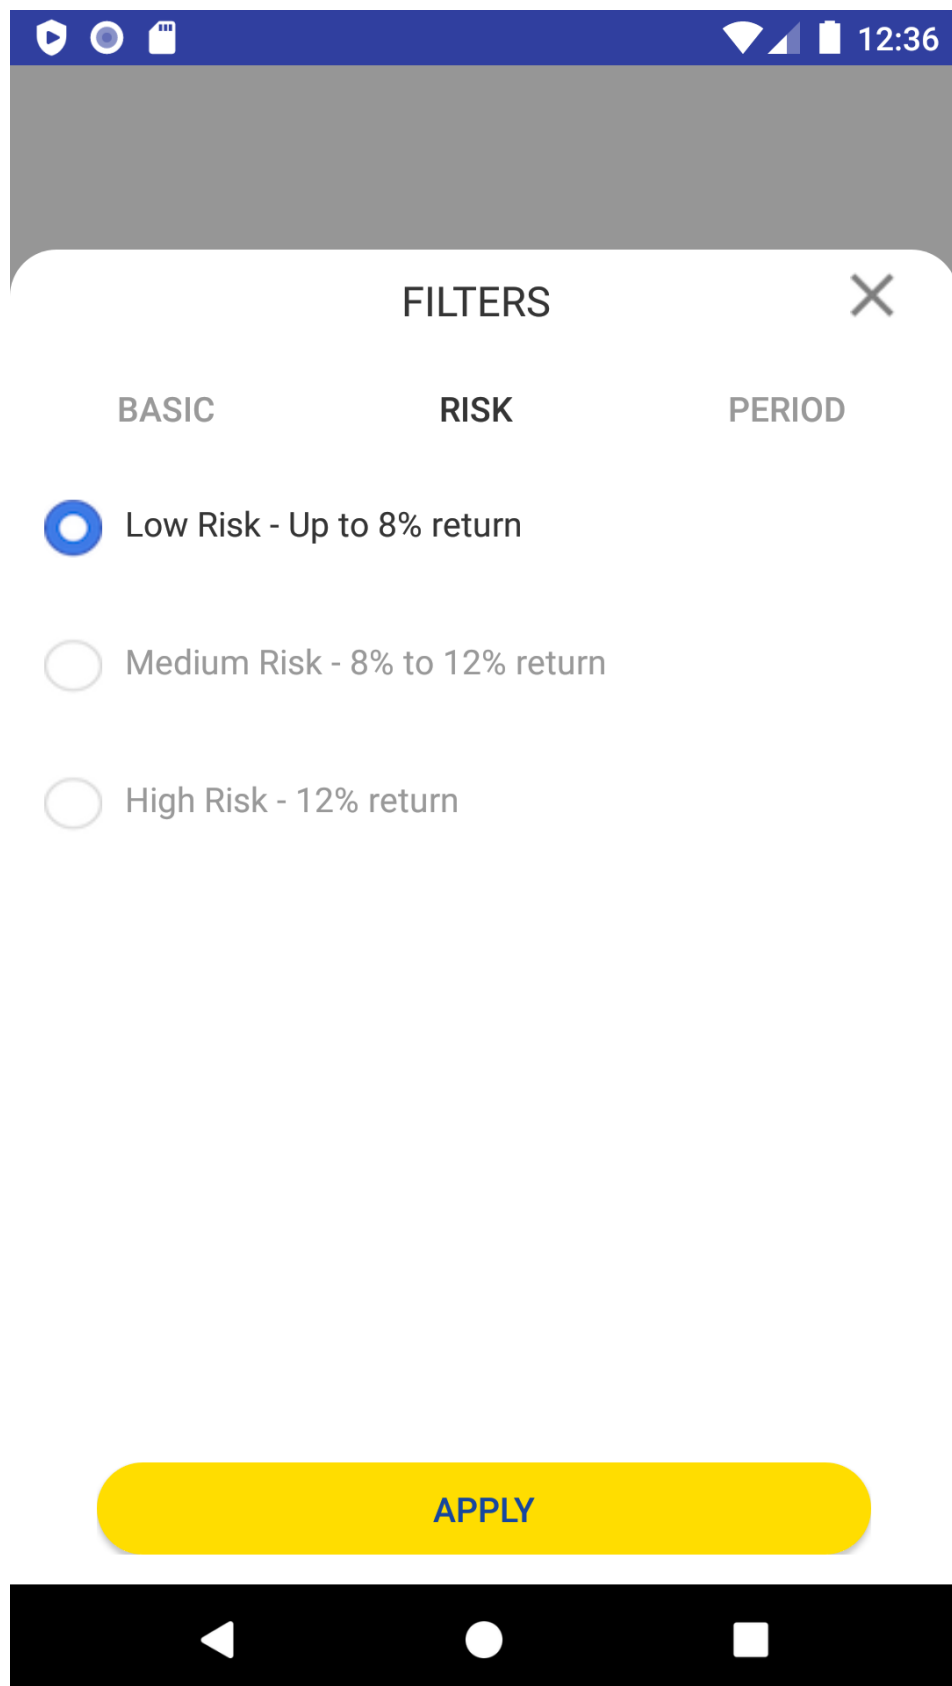 12:36
FILTERS
BASIC RISK PERIOD
Low Risk - Up to 8% return
Medium Risk - 8% to 12% return
High Risk - 12% return
APPLY